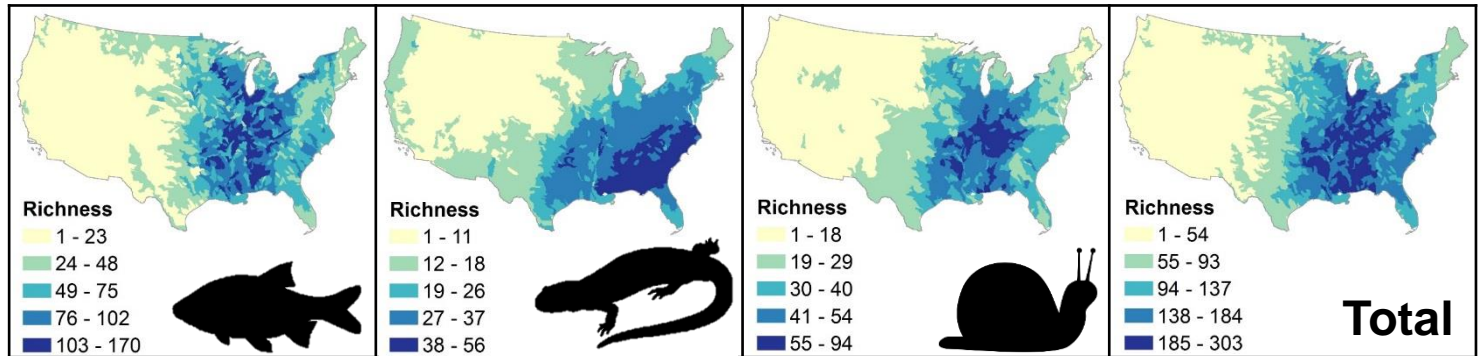 Richness
1 - 23
24 - 48
49 - 75
76 - 102
103 - 170
Richness
1 - 11
12 - 18
19 - 26
27 - 37
38 - 56
Richness
1 - 18
19 - 29
30 - 40
41 - 54
55 - 94
Richness
1 - 54
55 - 93
94 - 137
138 - 184
185 - 303
Total